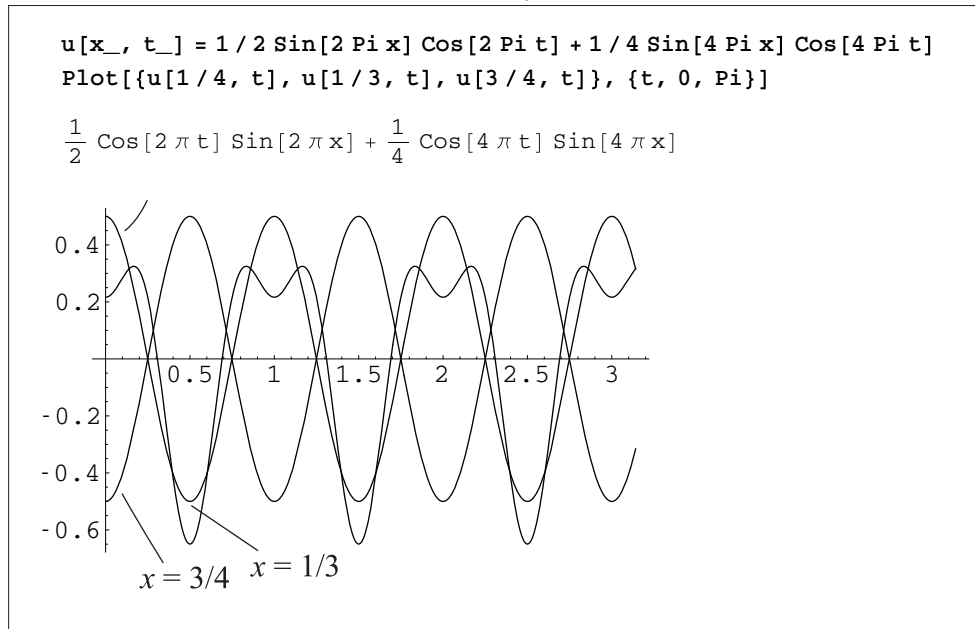 u[x_, t_] = 1 / 2 Sin[2 Pi x] Cos[2 Pi t] + 1 / 4 Sin[4 Pi x] Cos[4 Pi t]
Plot[{u[1 / 4, t], u[1 / 3, t], u[3 / 4, t]}, {t, 0, Pi}]
1/2 Cos[2 π t] Sin[2 π x] + 1/4 Cos[4 π t] Sin[4 π x]
0.4
0.2
0.5 1 1.5 2 2.5 3
-0.2
-0.4
-0.6
x = 3/4 x = 1/3